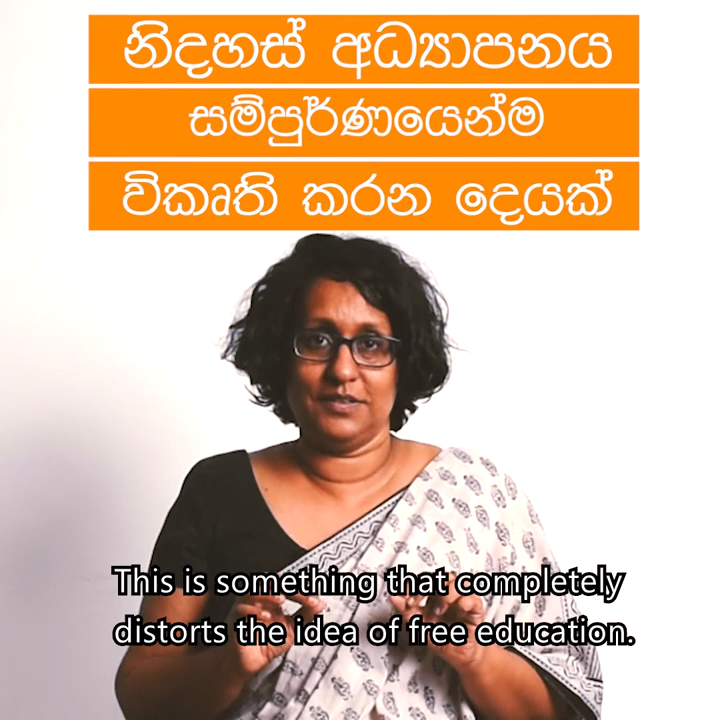 නිදහස් අධ්‍යාපනය
සම්පුර්ණයෙන්ම
විකෘති කරන දෙයක්
This is something that completely
distorts the idea of free education.